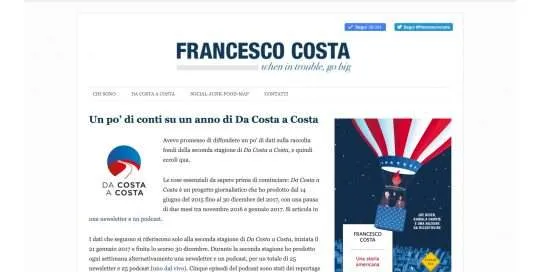 FRANCESCO COSTA
when in trouble, go big
CHI SONO DA COSTA A COSTA SOCIAL-JUNK-FOOD-MAP CONTATTI
Un po' di conti su un anno di Da Costa a Costa
Avevo promesso di diffondere un po' di dati sulla raccolta
fondi della seconda stagione di Da Costa a Costa, e quindi
eccoli qua.
Le cose essenziali da sapere prima di cominciare: Da Costa a
Costa è un progetto giornalistico che ho prodotto dal 14
giugno del 2015 fino al 30 dicembre del 2017, con una pausa
di due mesi tra novembre 2016 e gennaio 2017. Si articola in
una newsletter e un podcast.
DA COSTA
A COSTA
I dati che seguono si riferiscono solo alla seconda stagione di Da Costa a Costa, iniziata il
21 gennaio 2017 e finita lo scorso 30 dicembre. Durante la seconda stagione ho prodotto
ogni settimana alternativamente una newsletter e un podcast, per un totale di 25
newsletter e 25 podcast (uno dal vivo). Cinque episodi del podcast sono stati dei reportage
FRANCESCO
COSTA
Una storia
americana